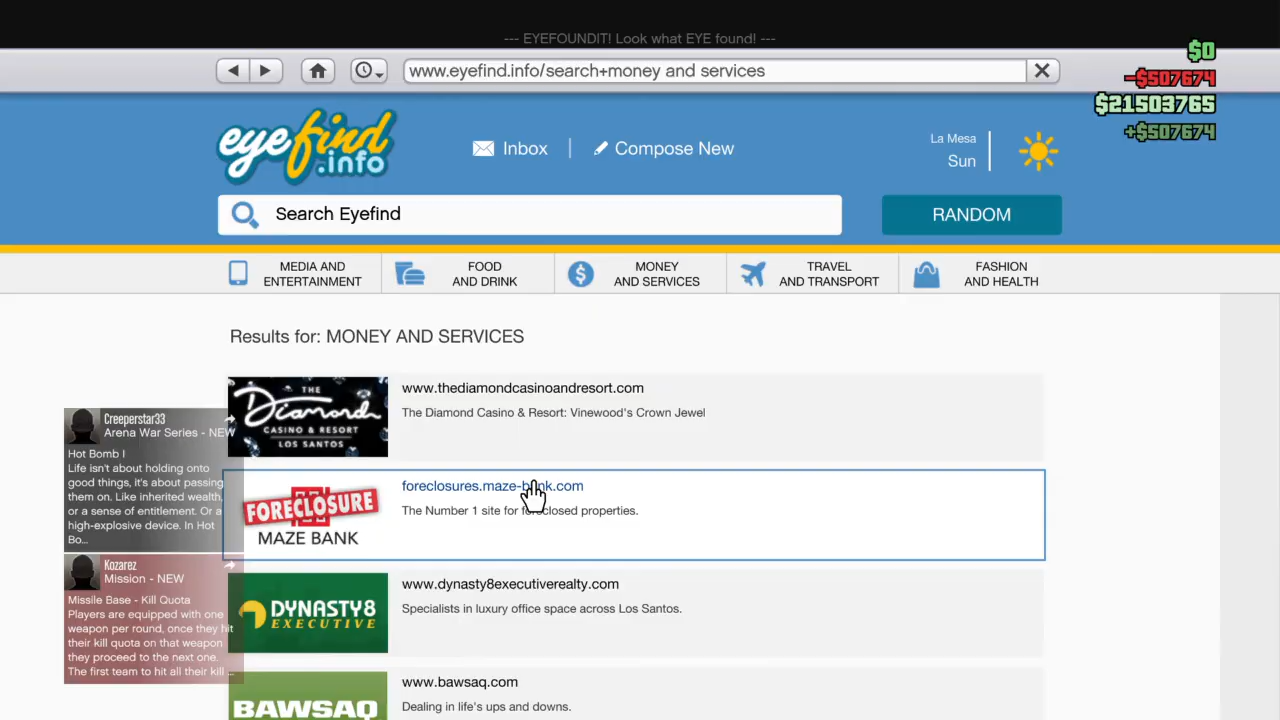 --- EYEFOUNDIT! Look what EYE found! ---
www.eyefind.info/search+money and services
$0
-$507674
$21503765
+$507674
eyefind
.info
Inbox
Compose New
La Mesa
Sun
Search Eyefind
RANDOM
MEDIA AND
ENTERTAINMENT
FOOD
AND DRINK
MONEY
AND SERVICES
TRAVEL
AND TRANSPORT
FASHION
AND HEALTH
Results for: MONEY AND SERVICES
THE
Diamond
CASINO & RESORT
LOS SANTOS
www.thediamondcasinoandresort.com
The Diamond Casino & Resort: Vinewood's Crown Jewel
FORECLOSURE
MAZE BANK
foreclosures.maze-bank.com
The Number 1 site for foreclosed properties.
DYNASTY8
EXECUTIVE
www.dynasty8executiverealty.com
Specialists in luxury office space across Los Santos.
BAWSAQ
www.bawsaq.com
Dealing in life's ups and downs.
Creeperstar33
Arena War Series - NEW
Hot Bomb I
Life isn't about holding onto
good things, it's about passing
them on. Like inherited wealth,
or a sense of entitlement. Or a
high-explosive device. In Hot
Bo...
Kozarez
Mission - NEW
Missile Base - Kill Quota
Players are equipped with one
weapon per round, once they hit
their kill quota on that weapon
they proceed to the next one.
The first team to hit all their kill ...